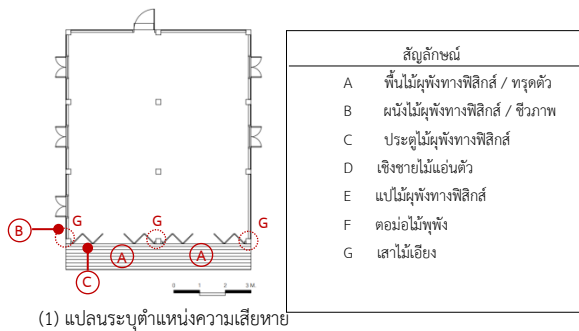 G
G
G
B
A
A
C
0 1 2 3 M
(1) แปลนระบุตำแหน่งความเสียหาย
สัญลักษณ์
A พื้นไม้ผุพังทางฟิสิกส์ / ทรุดตัว
B ผนังไม้ผุพังทางฟิสิกส์ / ชีวภาพ
C ประตูไม้ผุพังทางฟิสิกส์
D เชิงชายไม้แอ่นตัว
E แปไม้ผุพังทางฟิสิกส์
F ตอม่อไม้พุพัง
G เสาไม้เอียง